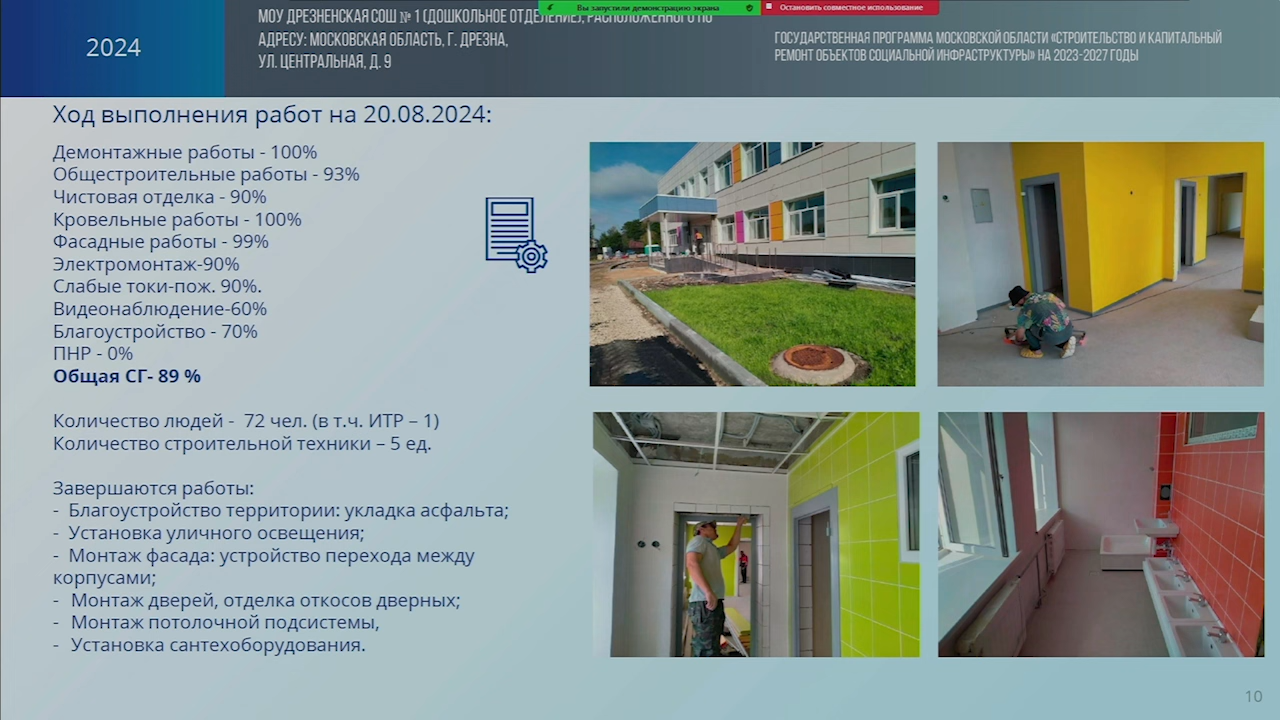 2024
МОУ ДРЕЗНЕНСКАЯ СОШ № 1 (ДОШКОЛЬНОЕ ОТДЕЛЕНИЕ), РАСПОЛОЖЕННОГО ПО
АДРЕСУ: МОСКОВСКАЯ ОБЛАСТЬ, Г. ДРЕЗНА,
УЛ. ЦЕНТРАЛЬНАЯ, Д. 9
Вы запустили демонстрацию экрана
Остановить совместное использование
ГОСУДАРСТВЕННАЯ ПРОГРАММА МОСКОВСКОЙ ОБЛАСТИ «СТРОИТЕЛЬСТВО И КАПИТАЛЬНЫЙ
РЕМОНТ ОБЪЕКТОВ СОЦИАЛЬНОЙ ИНФРАСТРУКТУРЫ» НА 2023-2027 ГОДЫ
Ход выполнения работ на 20.08.2024:
Демонтажные работы - 100%
Общестроительные работы - 93%
Чистовая отделка - 90%
Кровельные работы - 100%
Фасадные работы - 99%
Электромонтаж-90%
Слабые токи-пож. 90%.
Видеонаблюдение-60%
Благоустройство - 70%
ПНР - 0%
Общая СГ- 89 %
Количество людей - 72 чел. (в т.ч. ИТР – 1)
Количество строительной техники – 5 ед.
Завершаются работы:
- Благоустройство территории: укладка асфальта;
- Установка уличного освещения;
- Монтаж фасада: устройство перехода между
корпусами;
- Монтаж дверей, отделка откосов дверных;
- Монтаж потолочной подсистемы,
- Установка сантехоборудования.
10